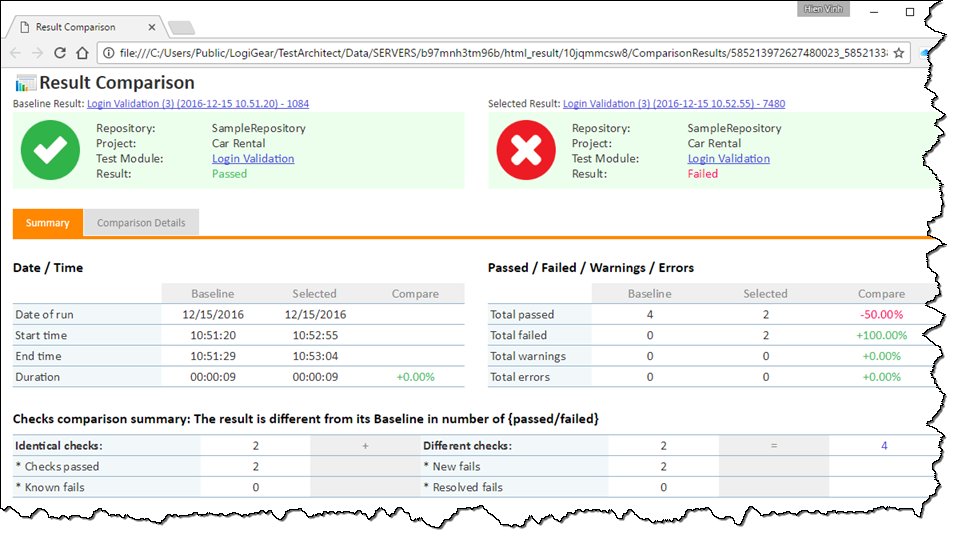 Hien Vinh
Result Comparison
file:///C:/Users/Public/LogiGear/TestArchitect/Data/SERVERS/b97mnh3tm96b/html_result/10jqmmcsw8/ComparisonResults/585213972627480023_5852133
Result Comparison
Baseline Result: Login Validation (3) (2016-12-15 10.51.20) - 1084
Selected Result: Login Validation (3) (2016-12-15 10.52.55) - 7480
Repository: SampleRepository
Project: Car Rental
Test Module: Login Validation
Result: Passed
Repository: SampleRepository
Project: Car Rental
Test Module: Login Validation
Result: Failed
Summary Comparison Details
Date / Time
Baseline Selected Compare
Date of run 12/15/2016 12/15/2016
Start time 10:51:20 10:52:55
End time 10:51:29 10:53:04
Duration 00:00:09 00:00:09 +0.00%
Passed / Failed / Warnings / Errors
Baseline Selected Compare
Total passed 4 2 -50.00%
Total failed 0 2 +100.00%
Total warnings 0 0 +0.00%
Total errors 0 0 +0.00%
Checks comparison summary: The result is different from its Baseline in number of {passed/failed}
Identical checks: 2 + Different checks: 2 = 4
* Checks passed 2 * New fails 2
* Known fails 0 * Resolved fails 0